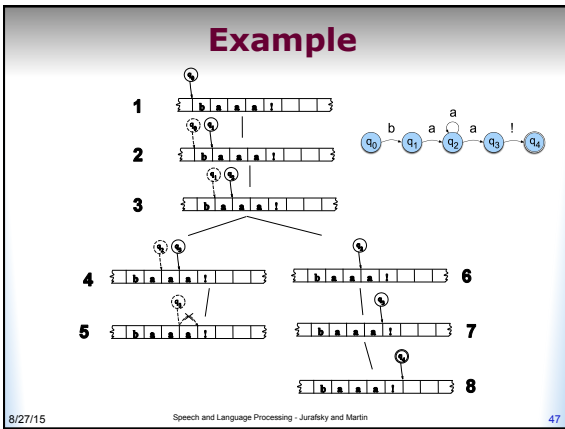 Example
1
b a a a !
a
b a a a !
q0 q1 q2 q3 q4
2
b a a a !
3
b a a a !
4
b a a a !
6
b a a a !
5
b a a a !
7
b a a a !
8
b a a a !
8/27/15
Speech and Language Processing - Jurafsky and Martin
47